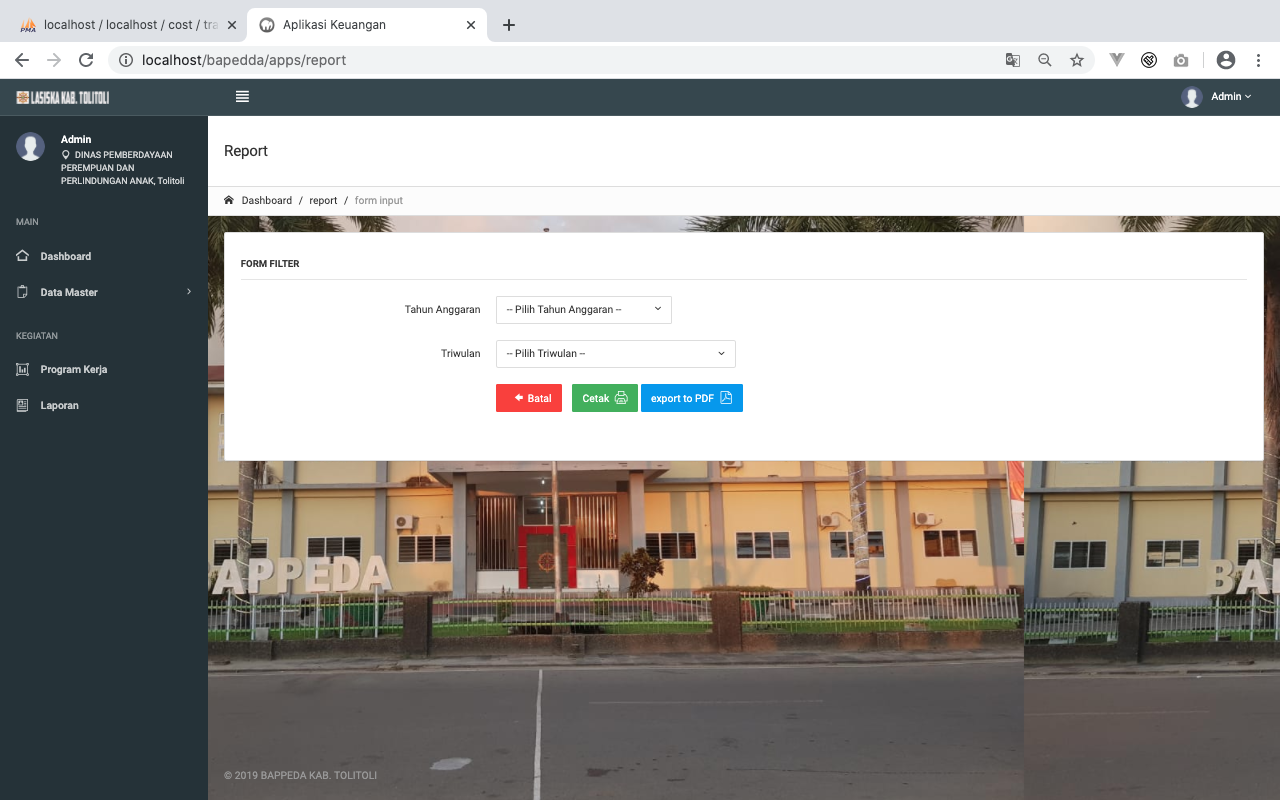 localhost / localhost / cost / tra
Aplikasi Keuangan
localhost/bapedda/apps/report
LASISKA KAB. TOLITOLI
Admin
Admin
DINAS PEMBERDAYAAN
PEREMPUAN DAN
PERLINDUNGAN ANAK, Tolitoli
MAIN
Dashboard
Data Master
KEGIATAN
Program Kerja
Laporan
Report
Dashboard / report / form input
FORM FILTER
Tahun Anggaran
-- Pilih Tahun Anggaran --
Triwulan
-- Pilih Triwulan --
Batal
Cetak
export to PDF
APPEDA
BA
© 2019 BAPPEDA KAB. TOLITOLI